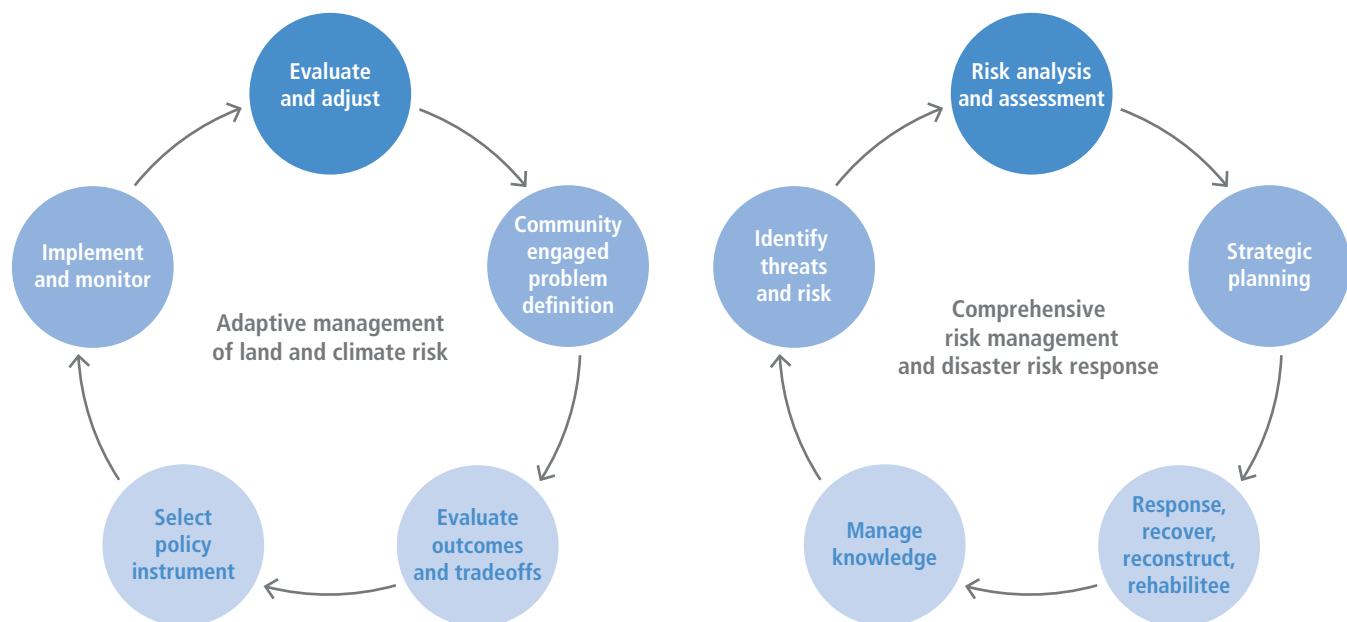 Evaluate
and adjust
Community
engaged
problem
definition
Evaluate
outcomes
and tradeoffs
Select
policy
instrument
Implement
and monitor
Adaptive management
of land and climate risk
Risk analysis
and assessment
Strategic
planning
Response,
recover,
reconstruct,
rehabilitee
Manage
knowledge
Identify
threats
and risk
Comprehensive
risk management
and disaster risk response